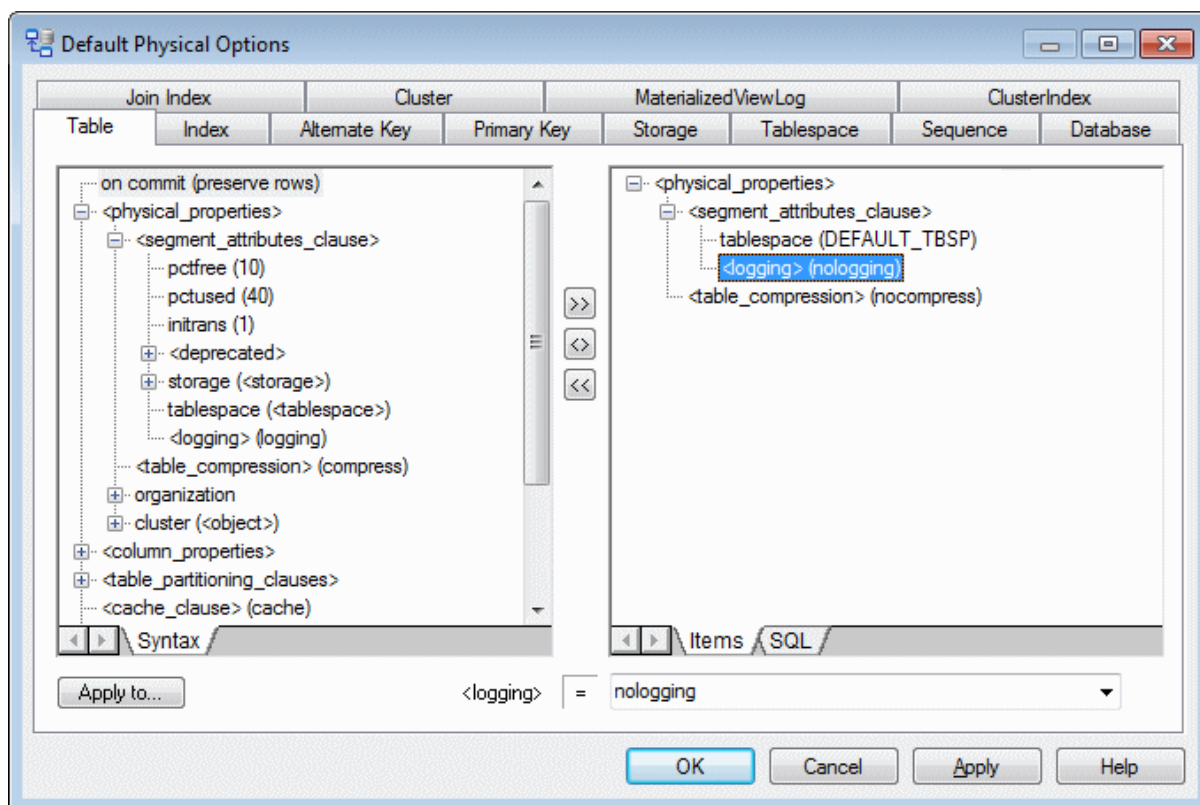 Default Physical Options
Join Index Cluster MaterializedViewLog ClusterIndex
Table Index Alternate Key Primary Key Storage Tablespace Sequence Database
on commit (preserve rows)
<physical_properties>
<segment_attributes_clause>
pctfree (10)
pctused (40)
initrans (1)
<deprecated>
storage (<storage>)
tablespace (<tablespace>)
<logging> (logging)
<table_compression> (compress)
organization
cluster (<object>)
<column_properties>
<table_partitioning_clauses>
<cache_clause> (cache)
Syntax
>>
<>
<<
<physical_properties>
<segment_attributes_clause>
tablespace (DEFAULT_TBSP)
<logging> (nologging)
<table_compression> (nocompress)
Items SQL
Apply to... <logging> = nologging
OK Cancel Apply Help